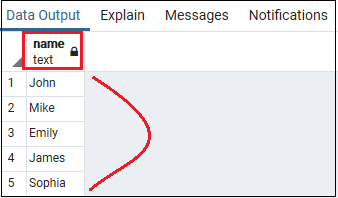 Data Output Explain Messages Notifications
name
text
1 John
2 Mike
3 Emily
4 James
5 Sophia